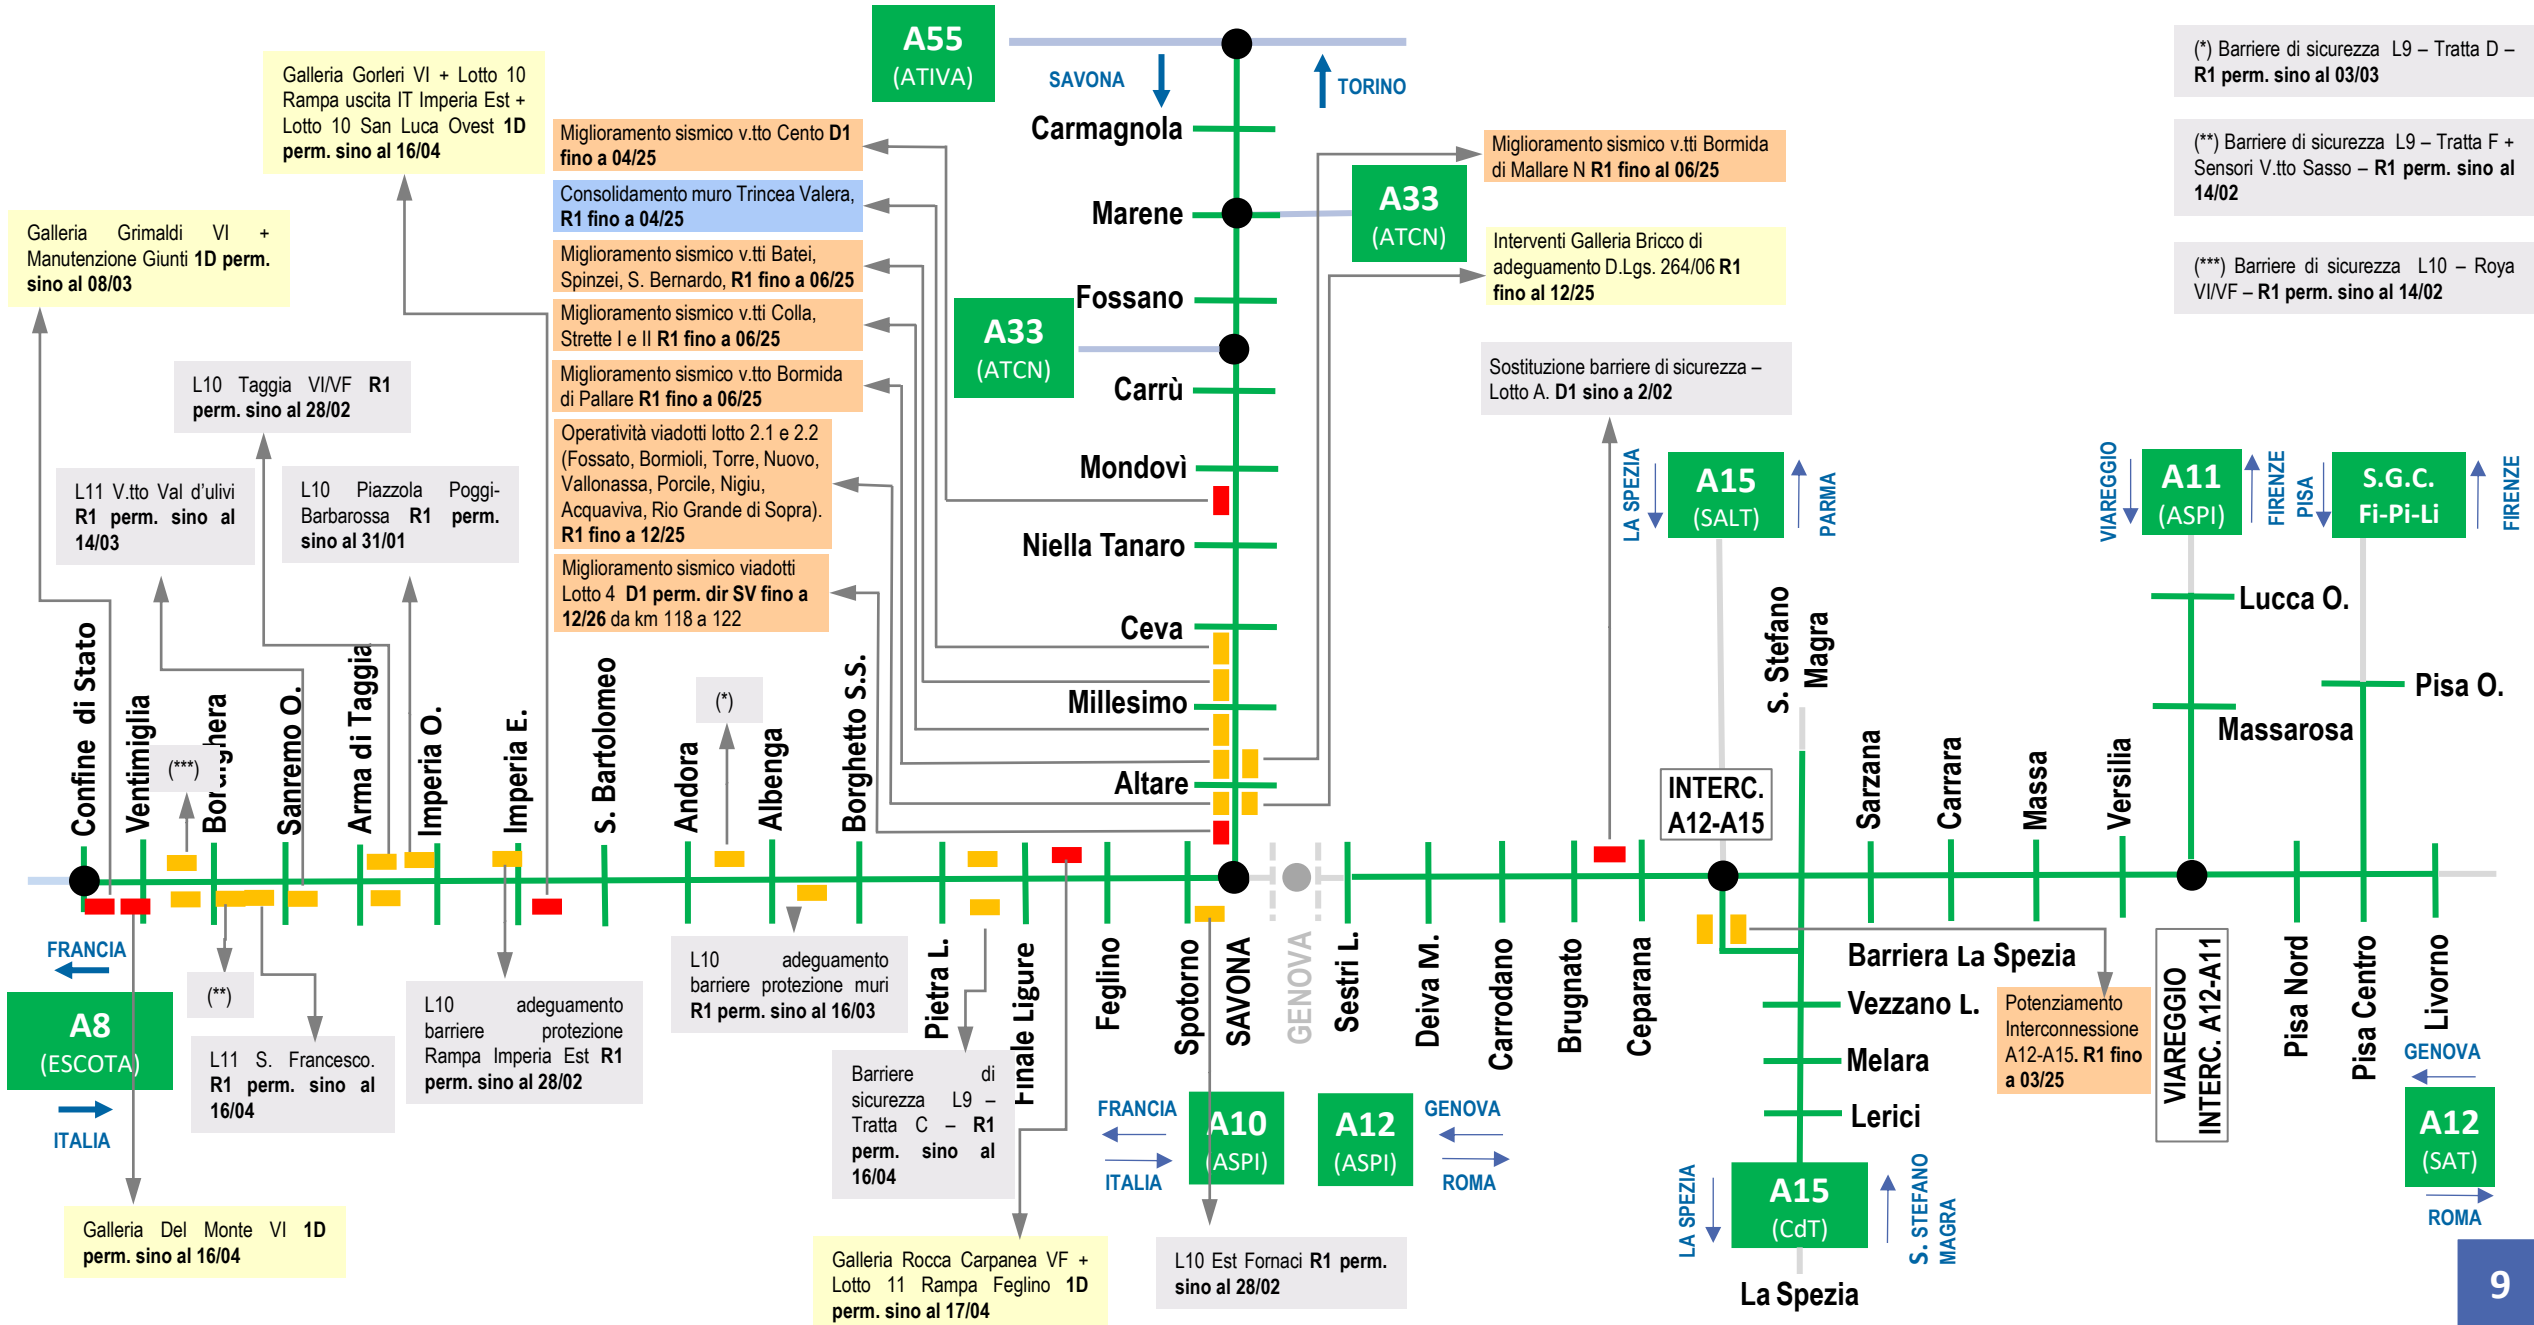 A55
(ATIVA)
SAVONA
TORINO
(*) Barriere di sicurezza L9 – Tratta D –
R1 perm. sino al 03/03
(**) Barriere di sicurezza L9 – Tratta F +
Sensori V.tto Sasso – R1 perm. sino al
14/02
(***) Barriere di sicurezza L10 – Roya
VI/VF – R1 perm. sino al 14/02
Galleria Gorleri VI + Lotto 10
Rampa uscita IT Imperia Est +
Lotto 10 San Luca Ovest 1D
perm. sino al 16/04
Galleria Grimaldi VI +
Manutenzione Giunti 1D perm.
sino al 08/03
L10 Taggia VI/VF R1
perm. sino al 28/02
L11 V.tto Val d'ulivi
R1 perm. sino al
14/03
L10 Piazzola Poggi-
Barbarossa R1 perm.
sino al 31/01
Miglioramento sismico v.tto Cento D1
fino a 04/25
Consolidamento muro Trincea Valera,
R1 fino a 04/25
Miglioramento sismico v.tti Batei,
Spinzei, S. Bernardo, R1 fino a 06/25
Miglioramento sismico v.tti Colla,
Strette I e II R1 fino a 06/25
Miglioramento sismico v.tto Bormida
di Pallare R1 fino a 06/25
Operatività viadotti lotto 2.1 e 2.2
(Fossato, Bormioli, Torre, Nuovo,
Vallonassa, Porcile, Nigiu,
Acquaviva, Rio Grande di Sopra).
R1 fino a 12/25
Miglioramento sismico viadotti
Lotto 4 D1 perm. dir SV fino a
12/26 da km 118 a 122
Carmagnola
Marene
Fossano
Carrù
Mondovì
Niella Tanaro
Ceva
Millesimo
Altare
A33
(ATCN)
A33
(ATCN)
Miglioramento sismico v.tti Bormida
di Mallare N R1 fino al 06/25
Interventi Galleria Bricco di
adeguamento D.Lgs. 264/06 R1
fino al 12/25
Sostituzione barriere di sicurezza –
Lotto A. D1 sino a 2/02
LA SPEZIA
A15
(SALT)
PARMA
VIAREGGIO
A11
(ASPI)
FIRENZE
PISA
S.G.C.
Fi-Pi-Li
FIRENZE
Lucca O.
Massarosa
Pisa O.
Confine di Stato
Ventimiglia
(***)
Bordighera
Sanremo O.
Arma di Taggia
Imperia O.
Imperia E.
S. Bartolomeo
Andora
(*)
Albenga
Borghetto S.S.
INTERC.
A12-A15
S. Stefano
Magra
Sarzana
Carrara
Massa
Versilia
Pietra L.
Finale Ligure
Feglino
Spotorno
SAVONA
GENOVA
Sestri L.
Deiva M.
Carrodano
Brugnato
Ceparana
Barriera La Spezia
Vezzano L.
Melara
Lerici
VIAREGGIO
INTERC. A12-A11
Pisa Nord
Pisa Centro
Livorno
FRANCIA
A8
(ESCOTA)
ITALIA
(**)
L11 S. Francesco.
R1 perm. sino al
16/04
L10 adeguamento
barriere protezione
Rampa Imperia Est R1
perm. sino al 28/02
L10 adeguamento
barriere protezione muri
R1 perm. sino al 16/03
Barriere di
sicurezza L9 –
Tratta C – R1
perm. sino al
16/04
Potenziamento
Interconnessione
A12-A15. R1 fino
a 03/25
FRANCIA
ITALIA
A10
(ASPI)
A12
(ASPI)
GENOVA
ROMA
GENOVA
A12
(SAT)
ROMA
LA SPEZIA
A15
(CdT)
S. STEFANO
MAGRA
La Spezia
Galleria Del Monte VI 1D
perm. sino al 16/04
Galleria Rocca Carpanea VF +
Lotto 11 Rampa Feglino 1D
perm. sino al 17/04
L10 Est Fornaci R1 perm.
sino al 28/02
9